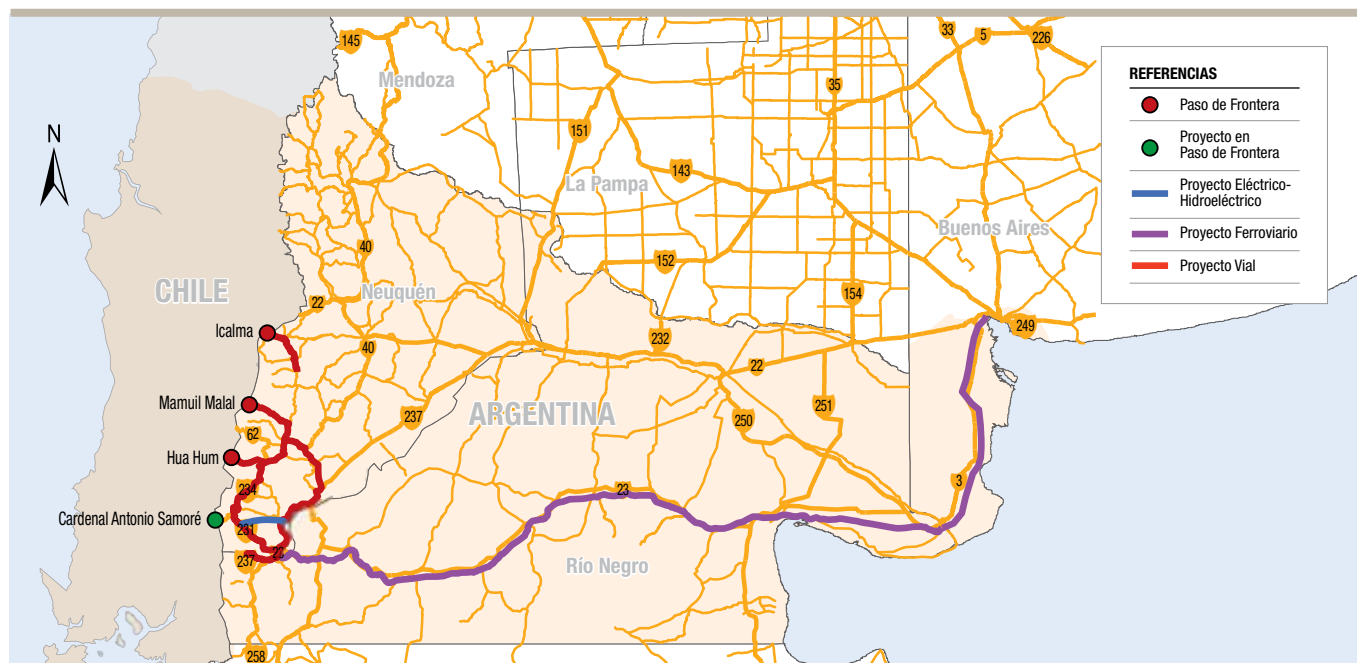 33
5
226
145
Mendoza
35
REFERENCIAS
Paso de Frontera
Proyecto en
Paso de Frontera
Proyecto Eléctrico-
Hidroeléctrico
Proyecto Ferroviario
Proyecto Vial
N
151
143
La Pampa
Buenos Aires
40
152
CHILE
Neuquén
154
22
Icalma
249
232
40
22
Mamuil Malal
237
ARGENTINA
251
250
62
Hua Hum
234
23
3
Cardenal Antonio Samoré
231
237
Río Negro
258